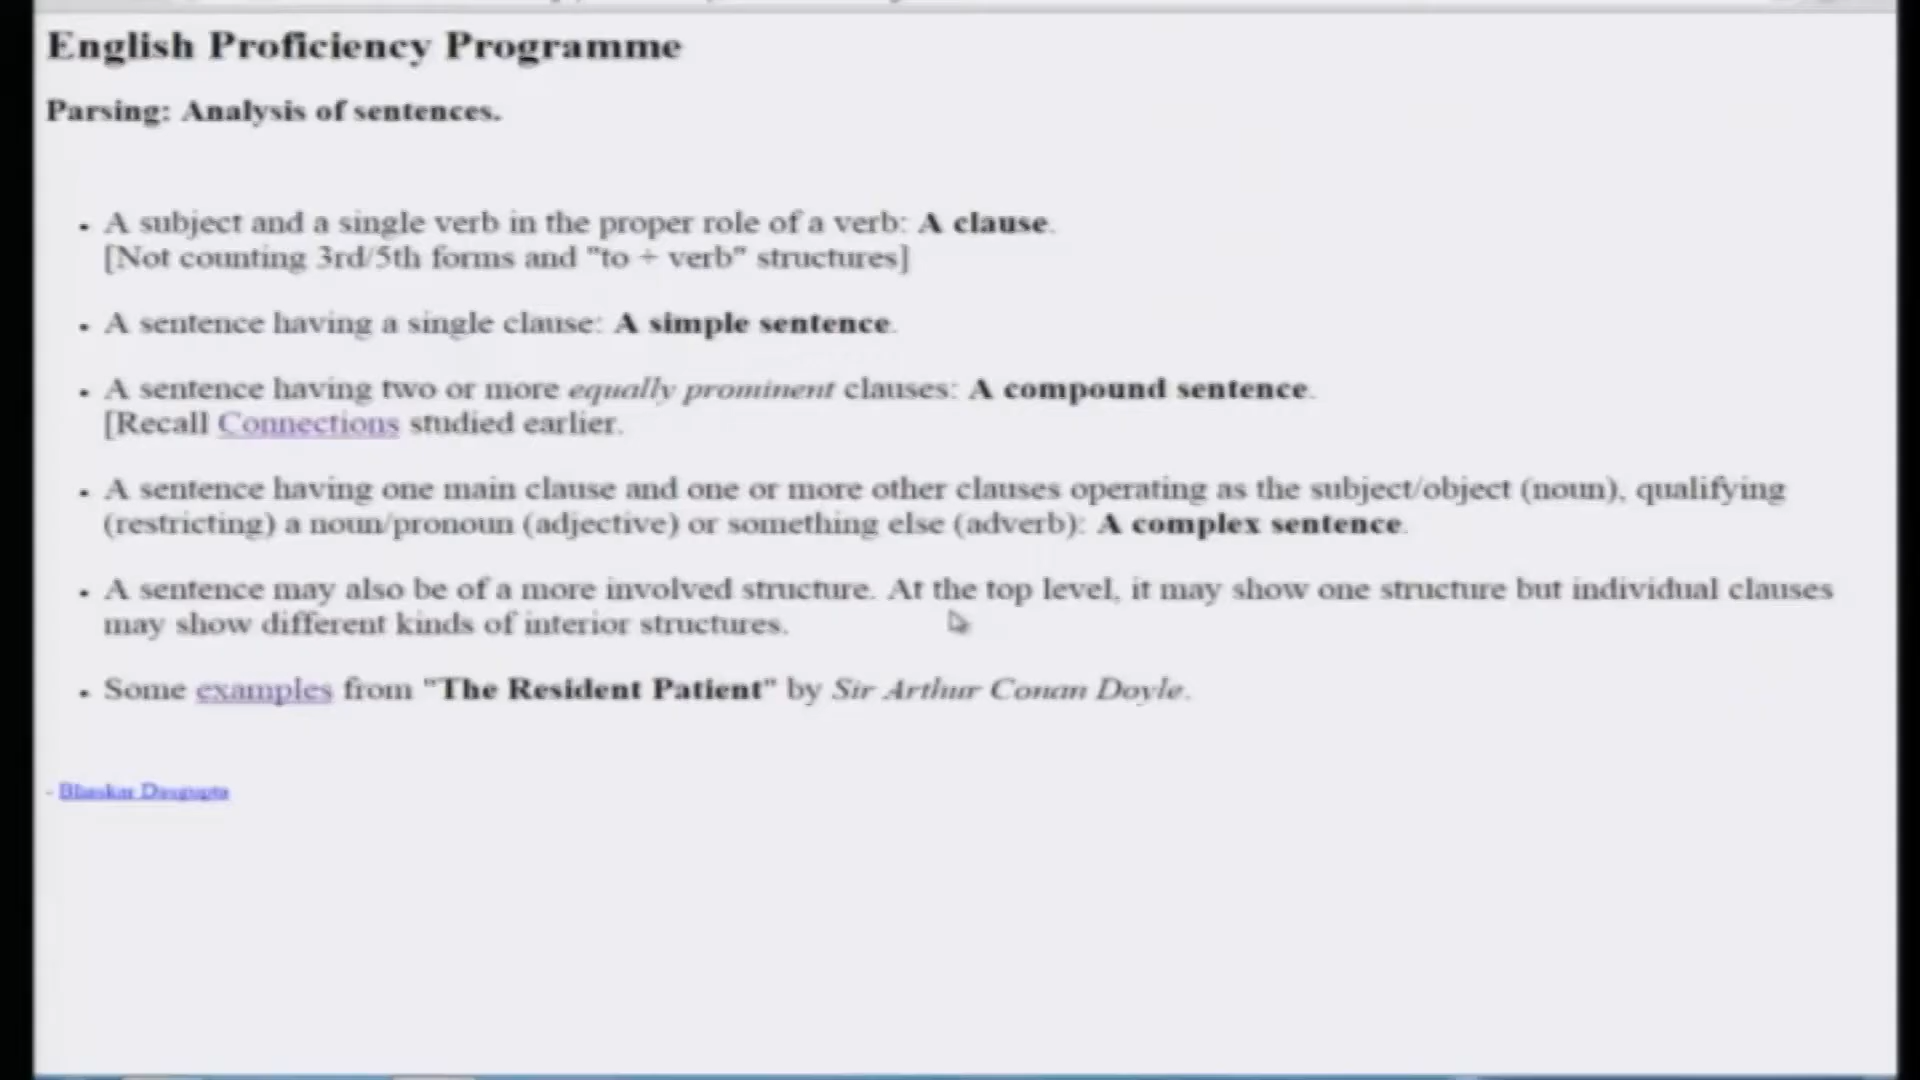 English Proficiency Programme
Parsing: Analysis of sentences.
• A subject and a single verb in the proper role of a verb: A clause.
[Not counting 3rd/5th forms and "to + verb" structures]
• A sentence having a single clause: A simple sentence.
• A sentence having two or more equally prominent clauses: A compound sentence.
[Recall Connections studied earlier.
• A sentence having one main clause and one or more other clauses operating as the subject/object (noun), qualifying
(restricting) a noun/pronoun (adjective) or something else (adverb): A complex sentence.
• A sentence may also be of a more involved structure. At the top level, it may show one structure but individual clauses
may show different kinds of interior structures.
• Some examples from "The Resident Patient" by Sir Arthur Conan Doyle.
- Bhaskar Dasgupta